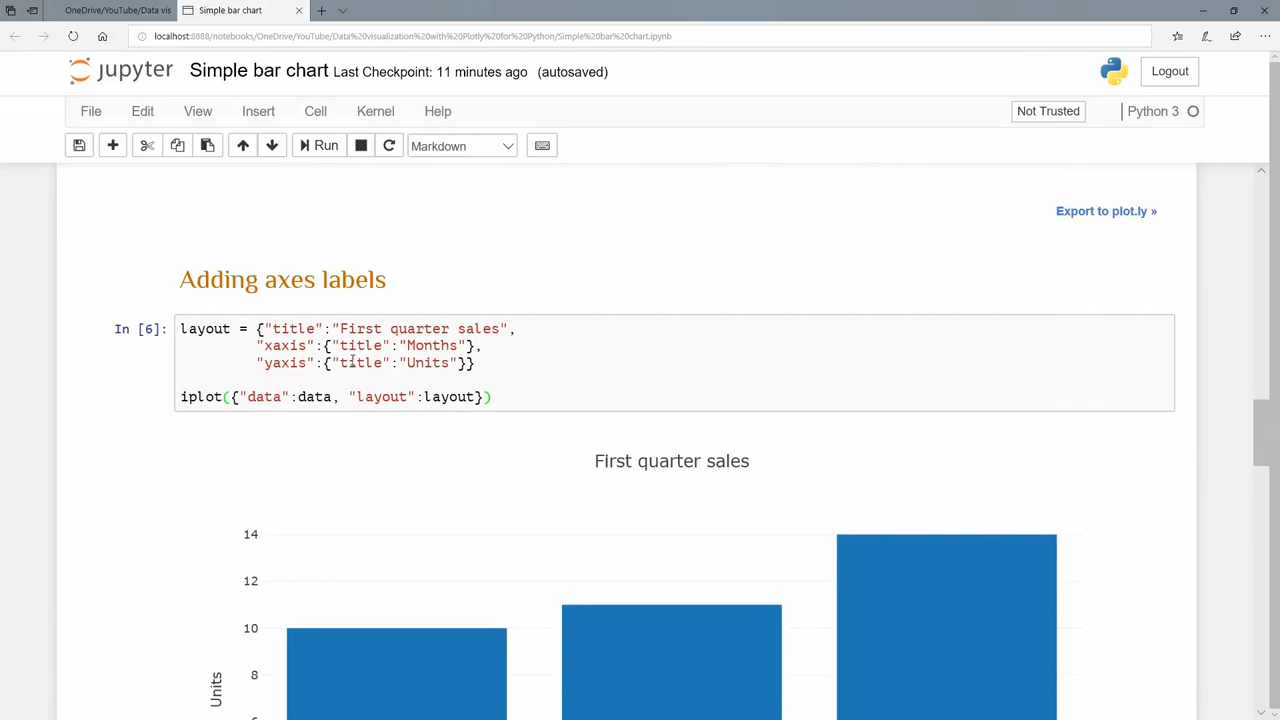 OneDrive/YouTube/Data vis
Simple bar chart
localhost:8888/notebooks/OneDrive/YouTube/Data%20visualization%20with%20Plotly%20for%20Python/Simple%20bar%20chart.ipynb
jupyter Simple bar chart Last Checkpoint: 11 minutes ago (autosaved) Logout
File Edit View Insert Cell Kernel Help Not Trusted Python 3
Run Markdown
Export to plot.ly »
Adding axes labels
In [6]: layout = {"title":"First quarter sales",
"xaxis":{"title":"Months"},
"yaxis":{"title":"Units"}}
iplot({"data":data, "layout":layout})
First quarter sales
14
12
10
8
Units